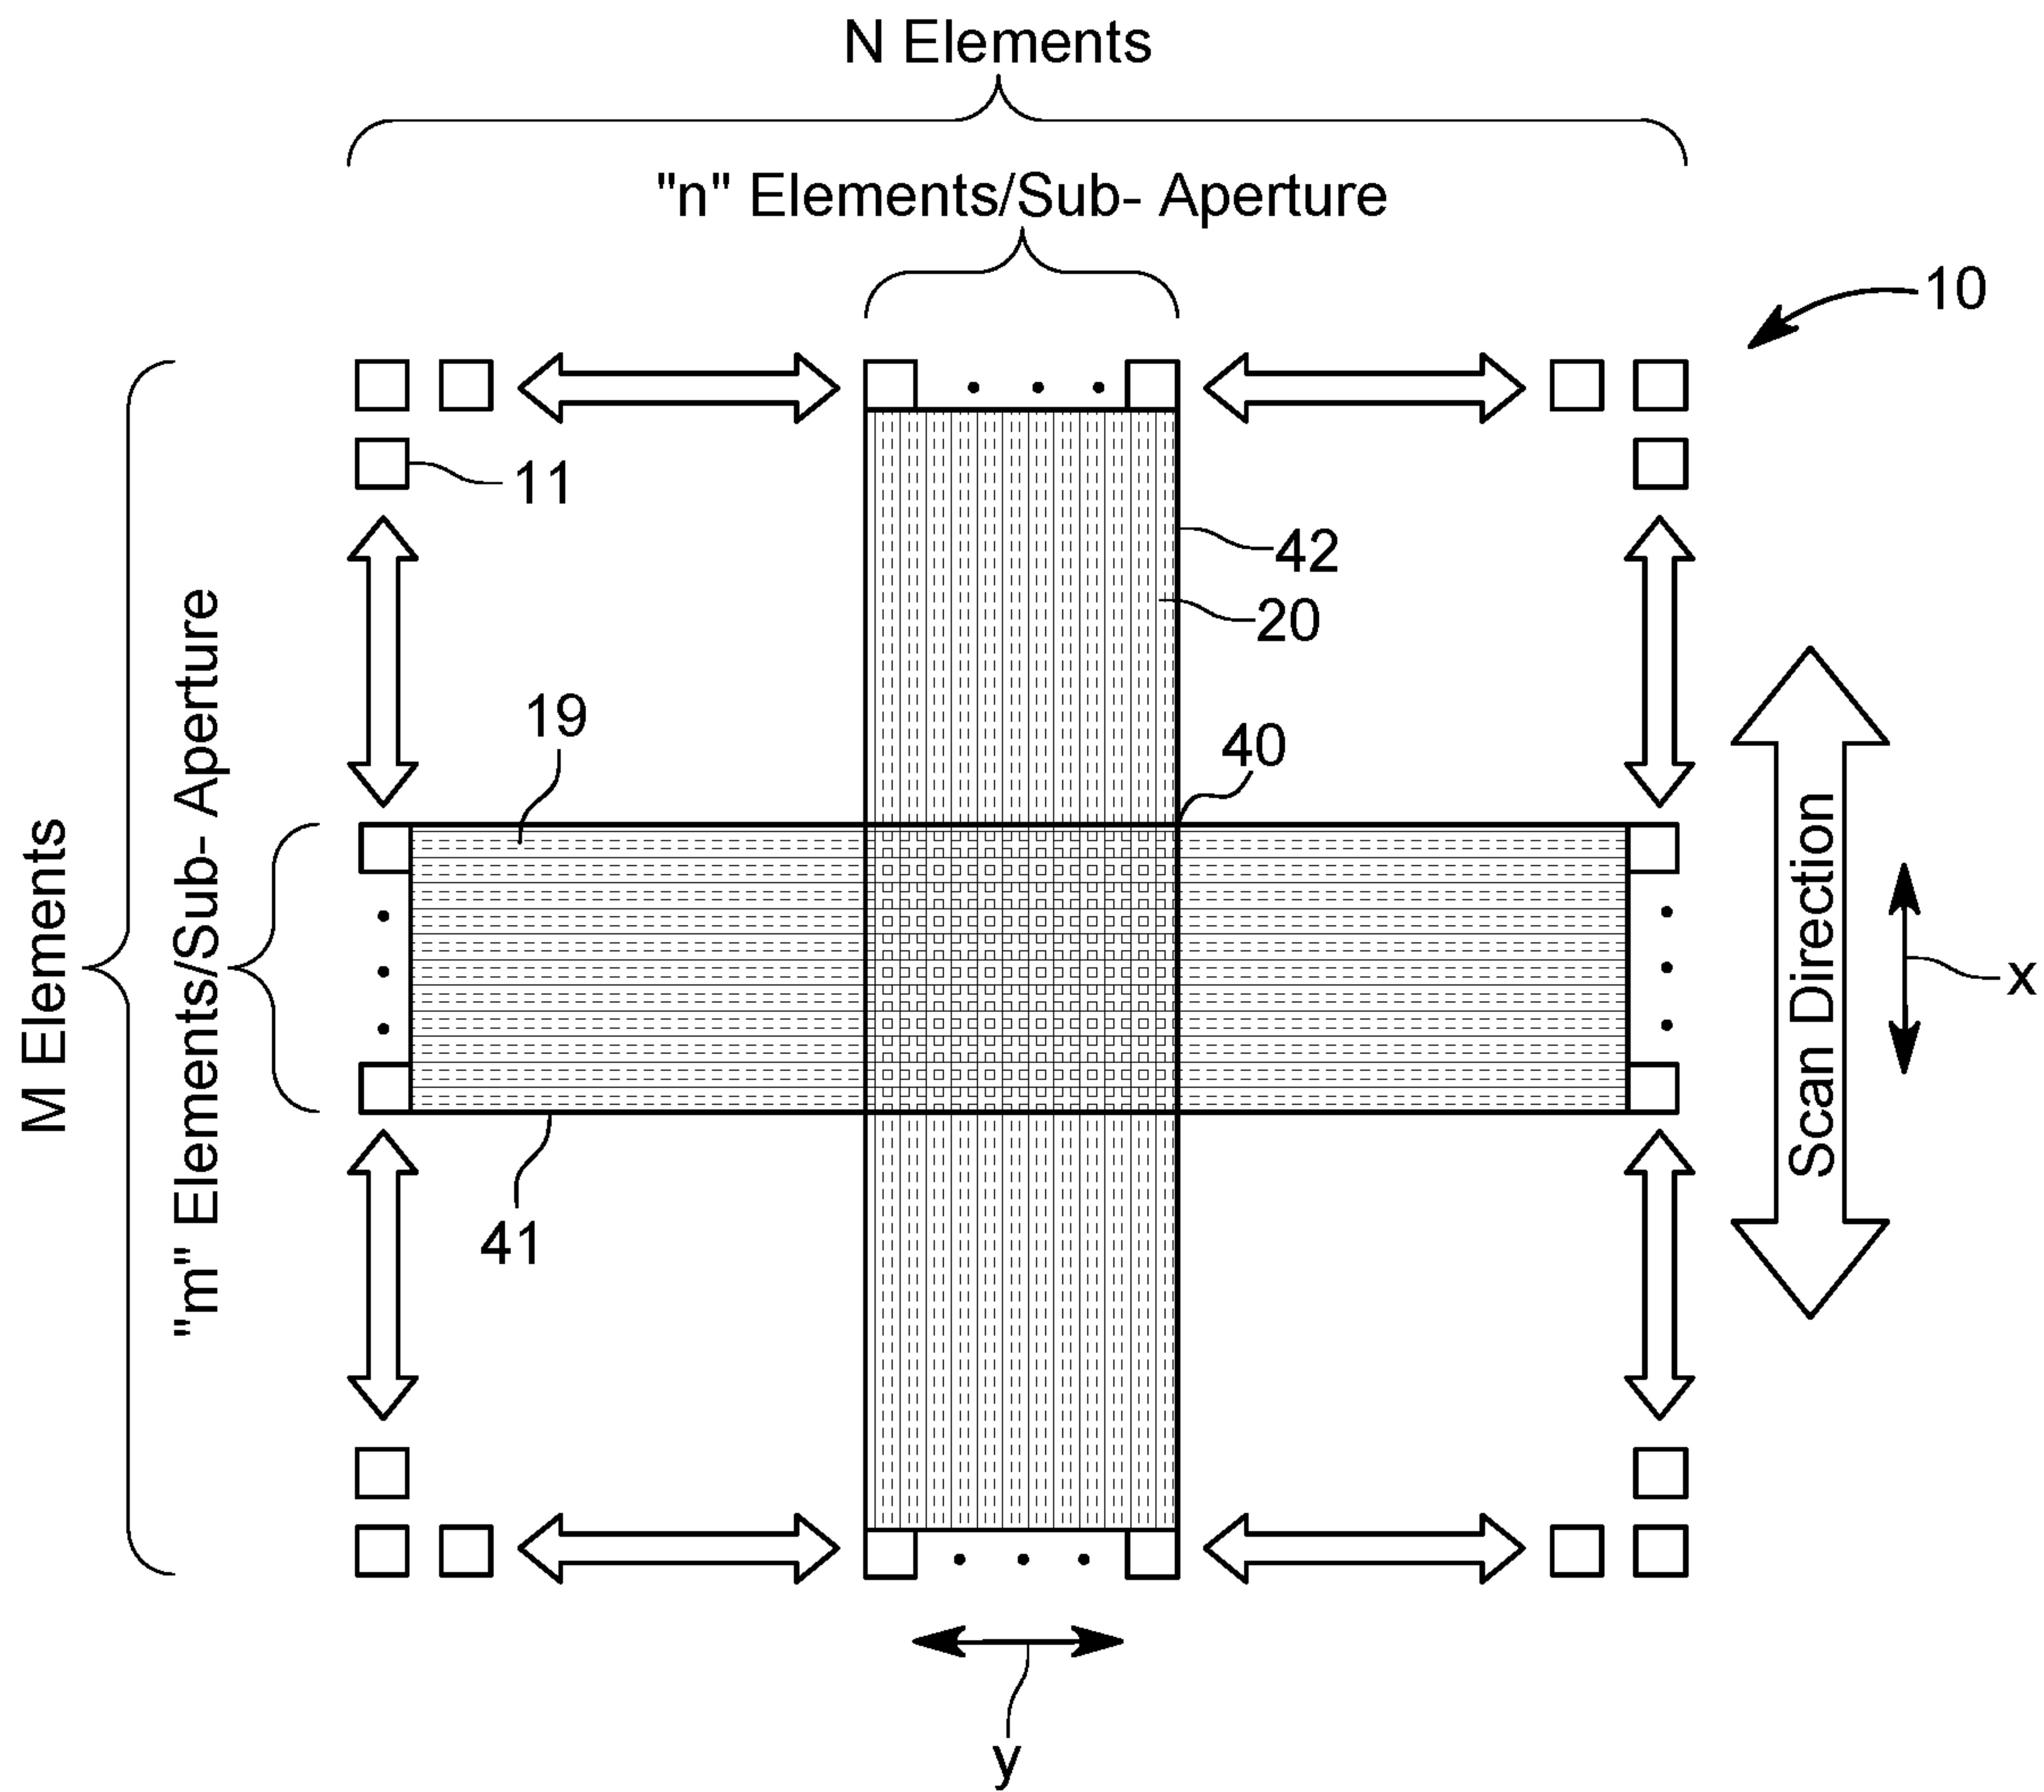 N Elements
"n" Elements/Sub- Aperture
10
11
42
20
19
40
M Elements
"m" Elements/Sub- Aperture
Scan Direction
x
41
y